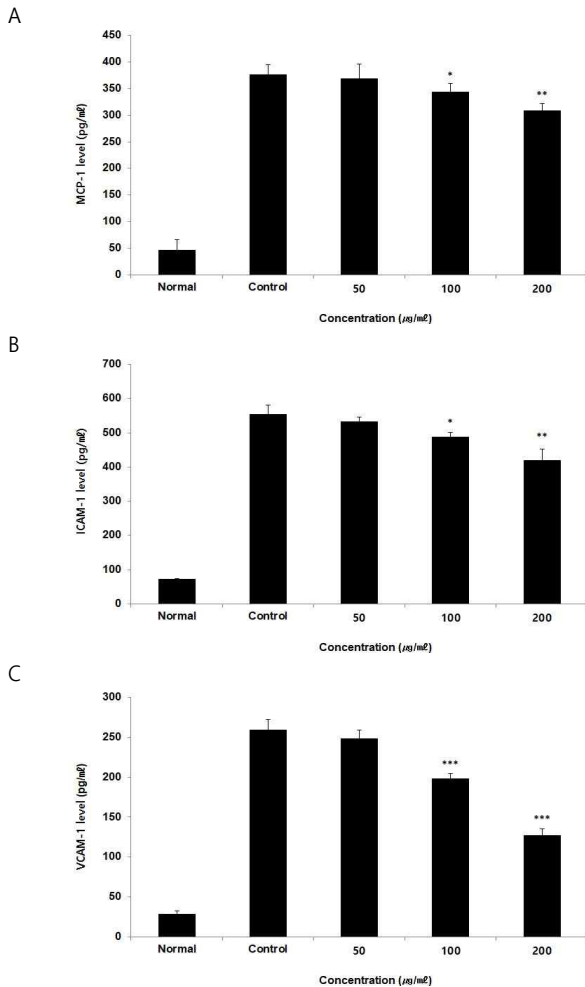 A
MCP-1 level (pg/㎖)
450
400
350
300
250
200
150
100
50
0
*
**
Normal Control 50 100 200
Concentration (㎍/㎖)
B
ICAM-1 level (pg/㎖)
700
600
500
400
300
200
100
0
*
**
Normal Control 50 100 200
Concentration (㎍/㎖)
C
VCAM-1 level (pg/㎖)
300
250
200
150
100
50
0
***
***
Normal Control 50 100 200
Concentration (㎍/㎖)